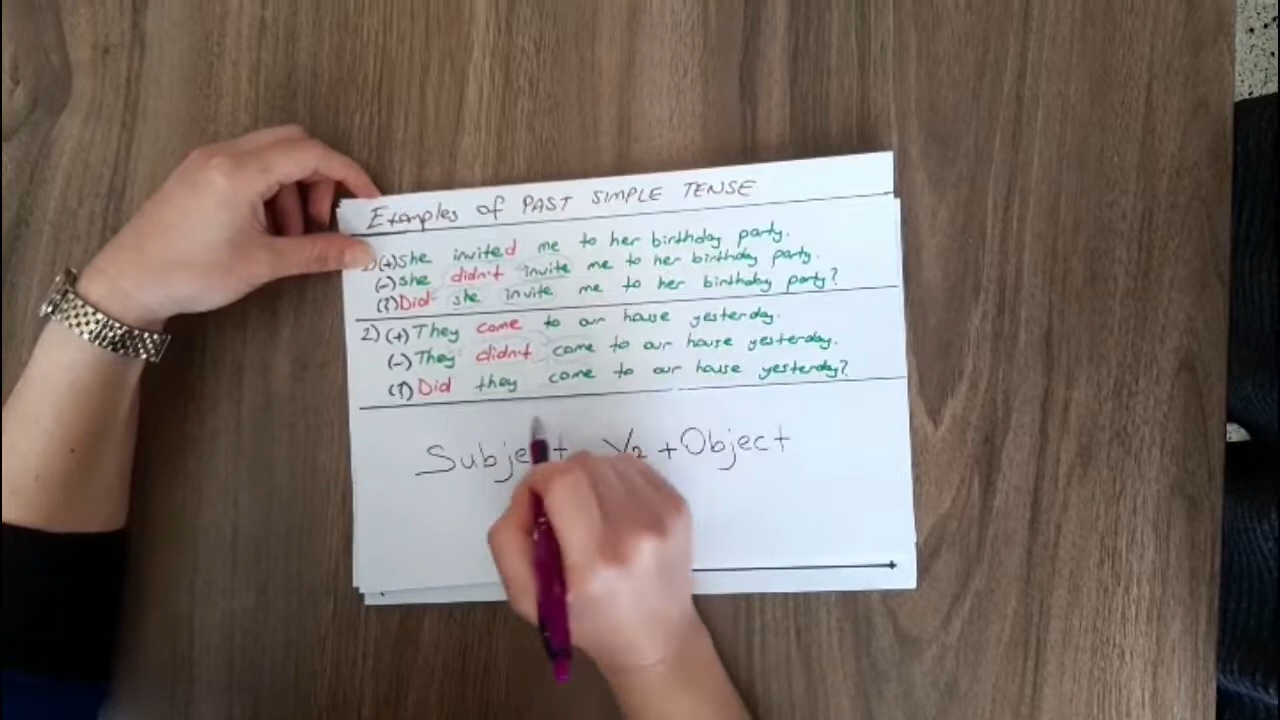 Examples of PAST SIMPLE TENSE
(+) She invited me to her birthday party.
(-) She didn't invite me to her birthday party.
(?) Did she invite me to her birthday party?
2) (+) They came to our house yesterday.
(-) They didn't come to our house yesterday.
(?) Did they come to our house yesterday?
V2 + Object